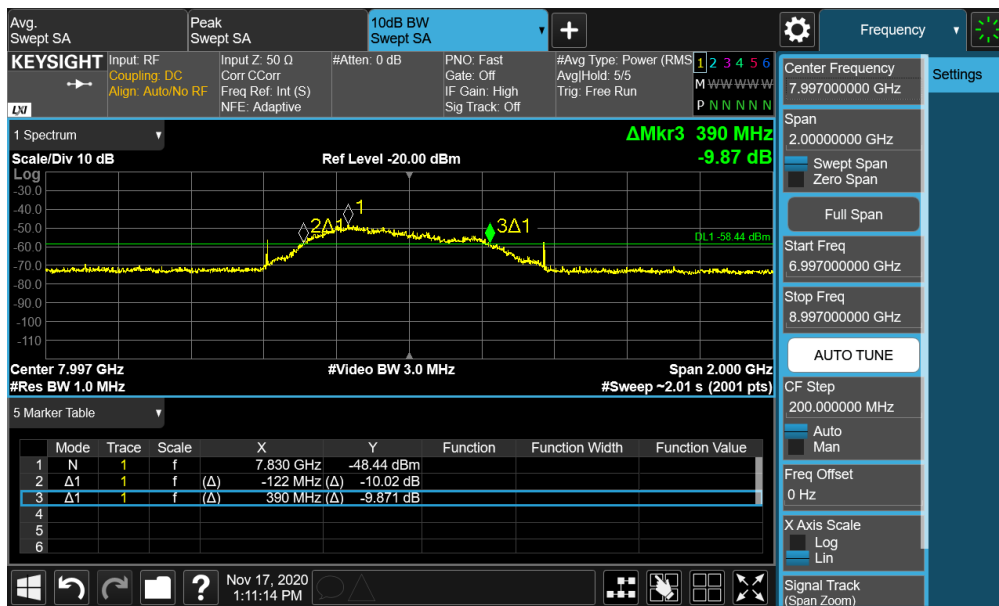 Avg.
Swept SA
Peak
Swept SA
10dB BW
Swept SA
Frequency
KEYSIGHT
LXI
Input: RF
Coupling: DC
Align: Auto/No RF
Input Z: 50 Ω
Corr CCorr
Freq Ref: Int (S)
NFE: Adaptive
#Atten: 0 dB
PNO: Fast
Gate: Off
IF Gain: High
Sig Track: Off
#Avg Type: Power (RMS
Avg|Hold: 5/5
Trig: Free Run
1 2 3 4 5 6
M W W W W W
P N N N N N
Settings
1 Spectrum
ΔMkr3 390 MHz
-9.87 dB
Scale/Div 10 dB
Ref Level -20.00 dBm
Log
-30.0
-40.0
-50.0
-60.0
-70.0
-80.0
-90.0
-100
-110
1
2Δ1
3Δ1
DL1 -58.44 dBm
Center 7.997 GHz
#Video BW 3.0 MHz
Span 2.000 GHz
#Res BW 1.0 MHz
#Sweep ~2.01 s (2001 pts)
5 Marker Table
Mode Trace Scale X Y Function Function Width Function Value
1 N 1 f 7.830 GHz -48.44 dBm
2 Δ1 1 f (Δ) -122 MHz (Δ) -10.02 dB
3 Δ1 1 f (Δ) 390 MHz (Δ) -9.871 dB
4
5
6
Center Frequency
7.997000000 GHz
Span
2.00000000 GHz
Swept Span
Zero Span
Full Span
Start Freq
6.997000000 GHz
Stop Freq
8.997000000 GHz
AUTO TUNE
CF Step
200.000000 MHz
Auto
Man
Freq Offset
0 Hz
X Axis Scale
Log
Lin
Signal Track
(Span Zoom)
?
Nov 17, 2020
1:11:14 PM